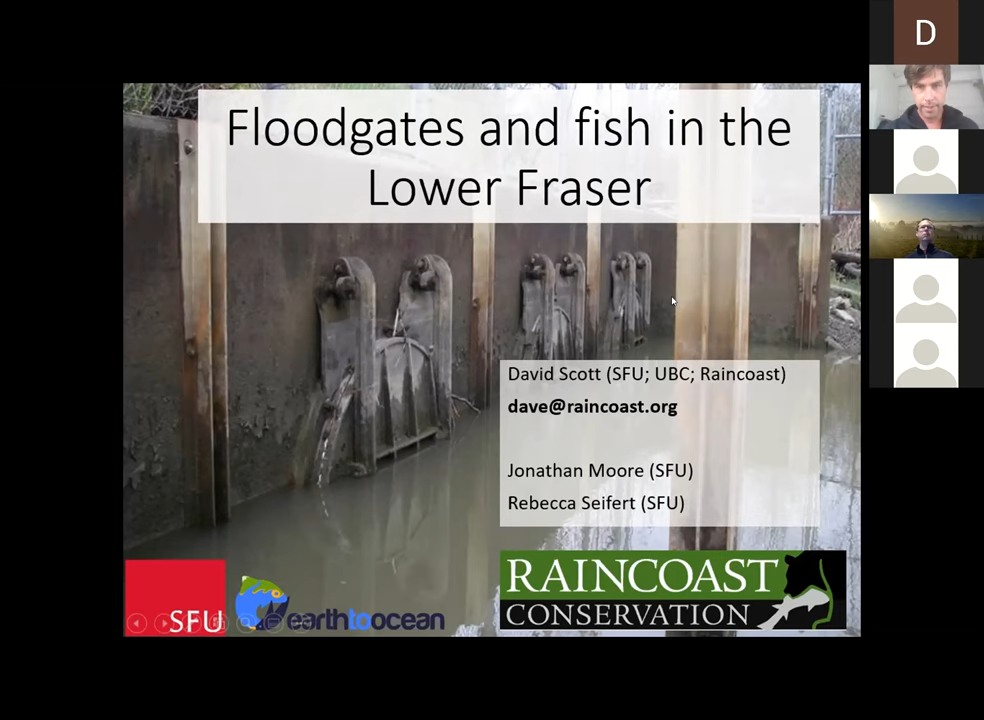 D
Floodgates and fish in the
Lower Fraser
David Scott (SFU; UBC; Raincoast)
dave@raincoast.org
Jonathan Moore (SFU)
Rebecca Seifert (SFU)
SFU
earthtoocean
RAINCOAST
CONSERVATION